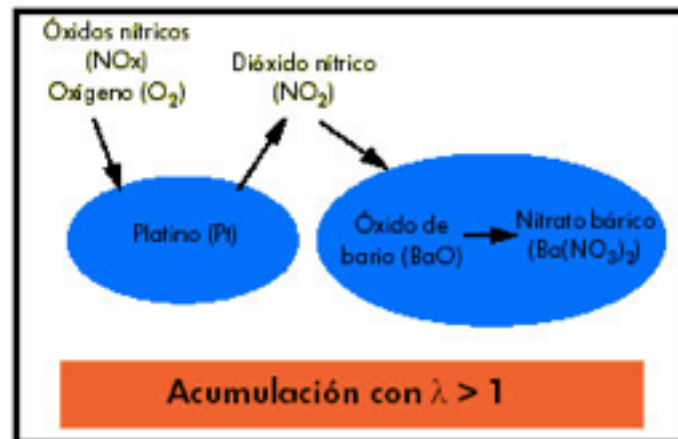 Óxidos nítricos
(NOx)
Oxígeno (O₂)
Dióxido nítrico
(NO₂)
Platino (Pt)
Óxido de
bario (BaO)
Nitrato bárico
(Ba(NO₃)₂)
Acumulación con λ > 1